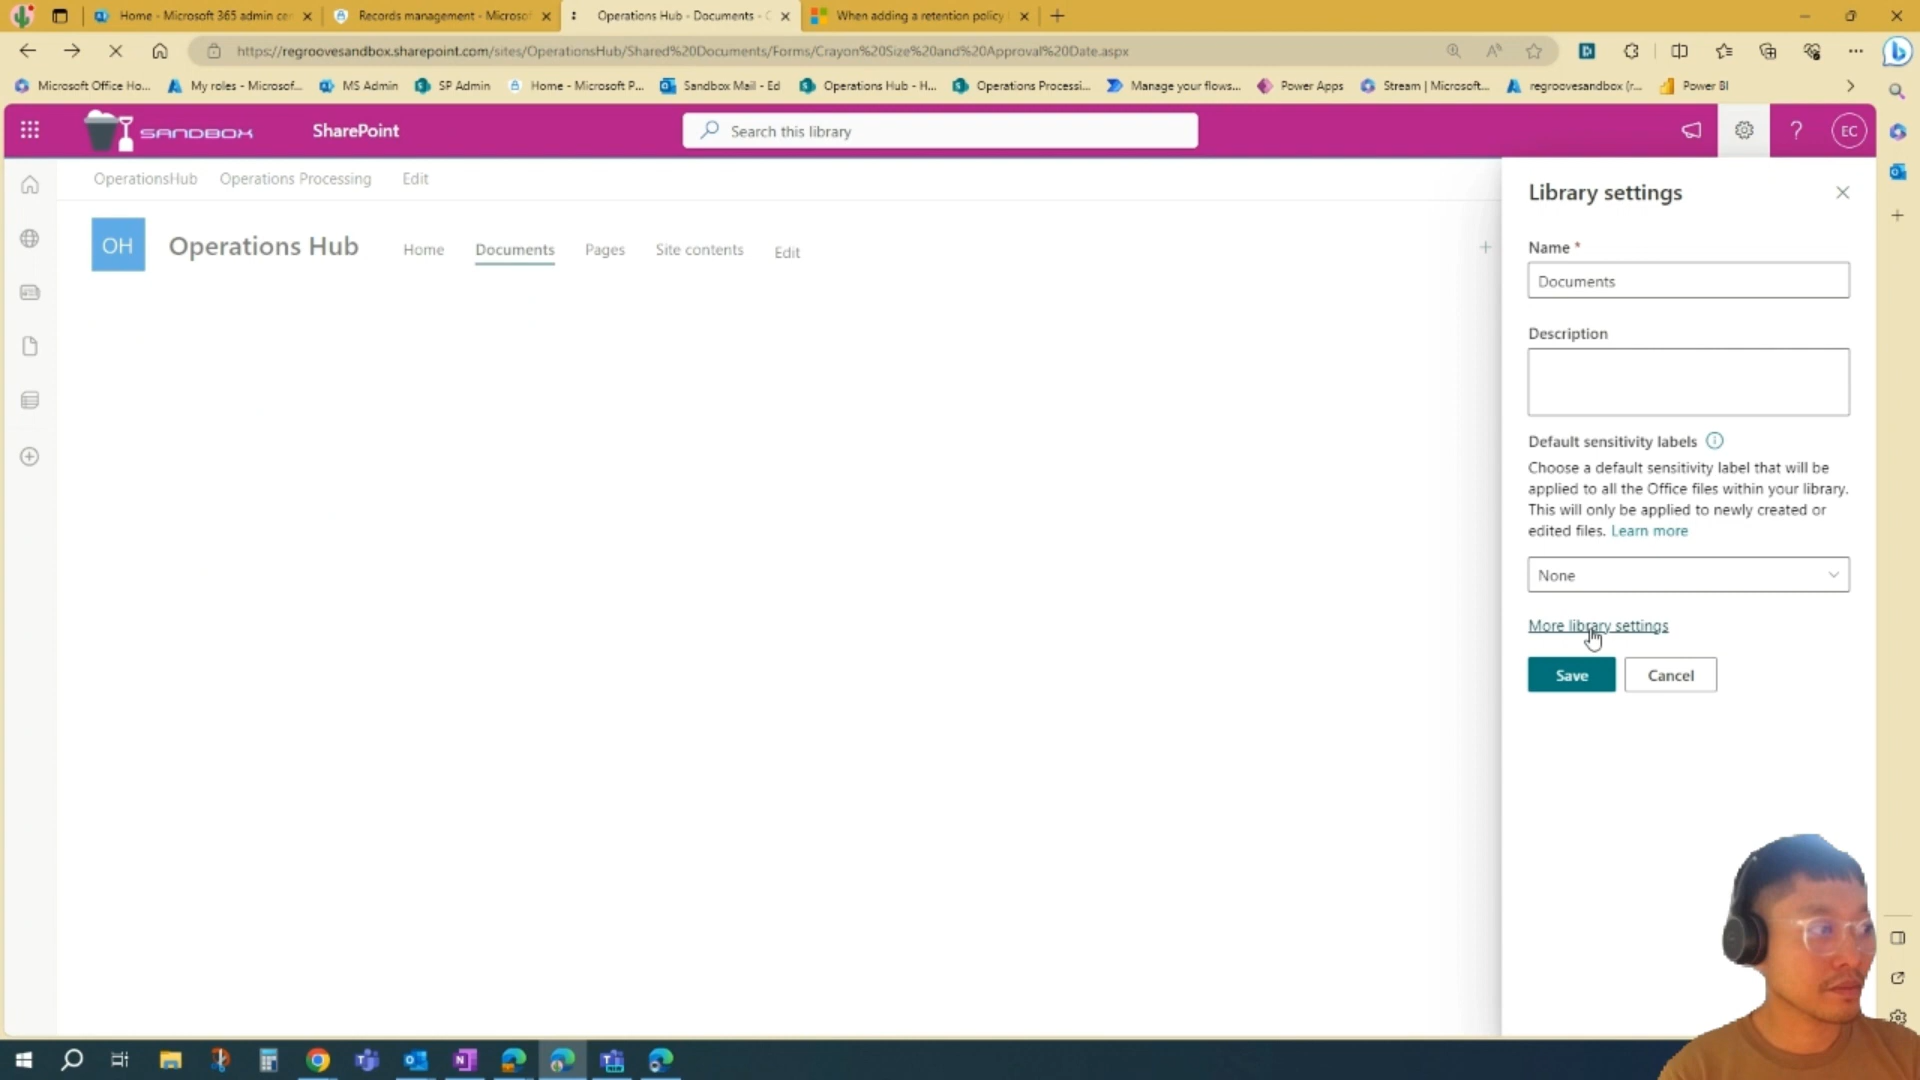 Home - Microsoft 365 admin cen
Records management - Microsof
Operations Hub - Documents - C
When adding a retention policy
https://regroovesandbox.sharepoint.com/sites/OperationsHub/Shared%20Documents/Forms/Crayon%20Size%20and%20Approval%20Date.aspx
Microsoft Office Ho...
My roles - Microsof...
MS Admin
SP Admin
Home - Microsoft P...
Sandbox Mail - Ed
Operations Hub - H...
Operations Processi...
Manage your flows...
Power Apps
Stream | Microsoft...
regroovesandbox (r...
Power BI
SANDBOX
SharePoint
Search this library
EC
OperationsHub
Operations Processing
Edit
OH
Operations Hub
Home
Documents
Pages
Site contents
Edit
Library settings
Name *
Documents
Description
Default sensitivity labels
Choose a default sensitivity label that will be
applied to all the Office files within your library.
This will only be applied to newly created or
edited files. Learn more
None
More library settings
Save
Cancel